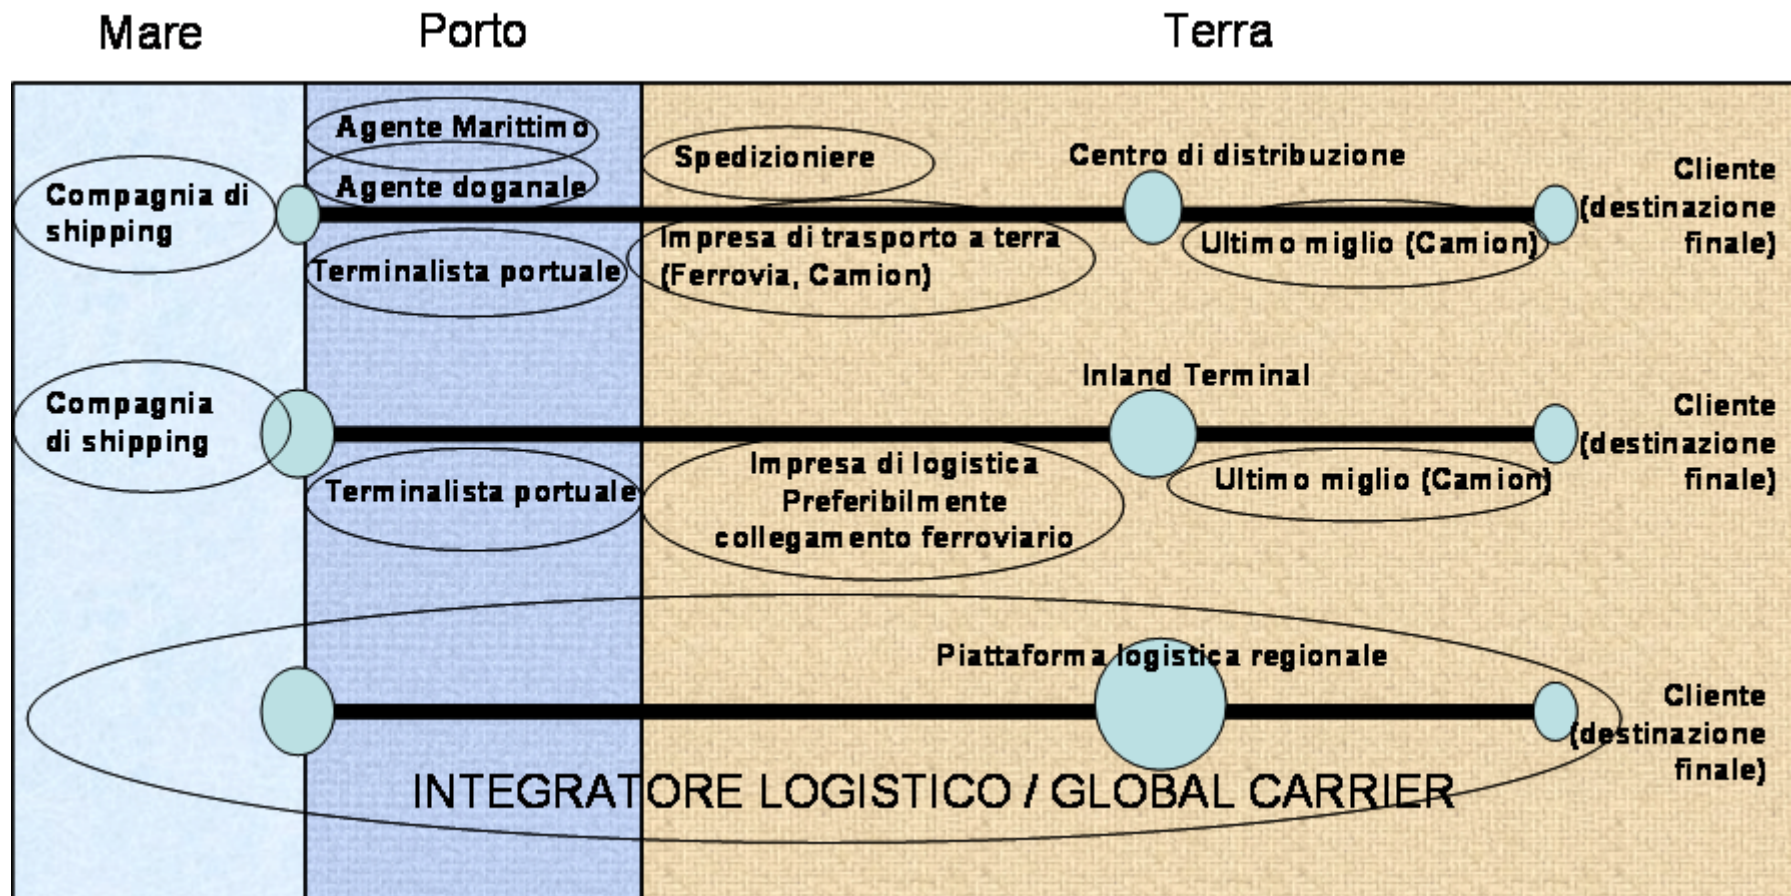 Mare
Porto
Terra
Agente Marittimo
Agente doganale
Spedizioniere
Centro di distribuzione
Cliente
(destinazione
finale)
Compagnia di
shipping
Terminalista portuale
Impresa di trasporto a terra
(Ferrovia, Camion)
Ultimo miglio (Camion)
Inland Terminal
Compagnia
di shipping
Cliente
(destinazione
finale)
Terminalista portuale
Impresa di logistica
Preferibilmente
collegamento ferroviario
Ultimo miglio (Camion)
Piattaforma logistica regionale
Cliente
(destinazione
finale)
INTEGRATORE LOGISTICO / GLOBAL CARRIER